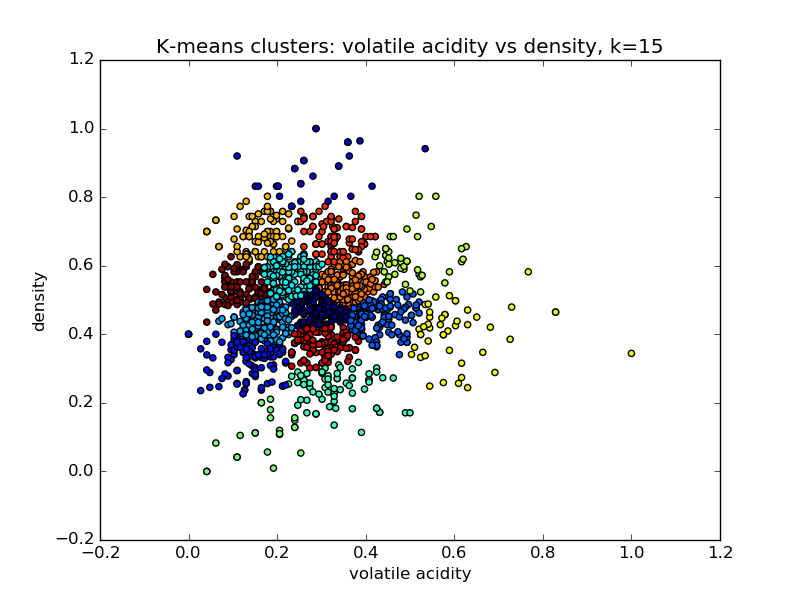 K-means clusters: volatile acidity vs density, k=15
1.2
1.0
0.8
0.6
0.4
0.2
0.0
−0.2
−0.2 0.0 0.2 0.4 0.6 0.8 1.0 1.2
density
volatile acidity